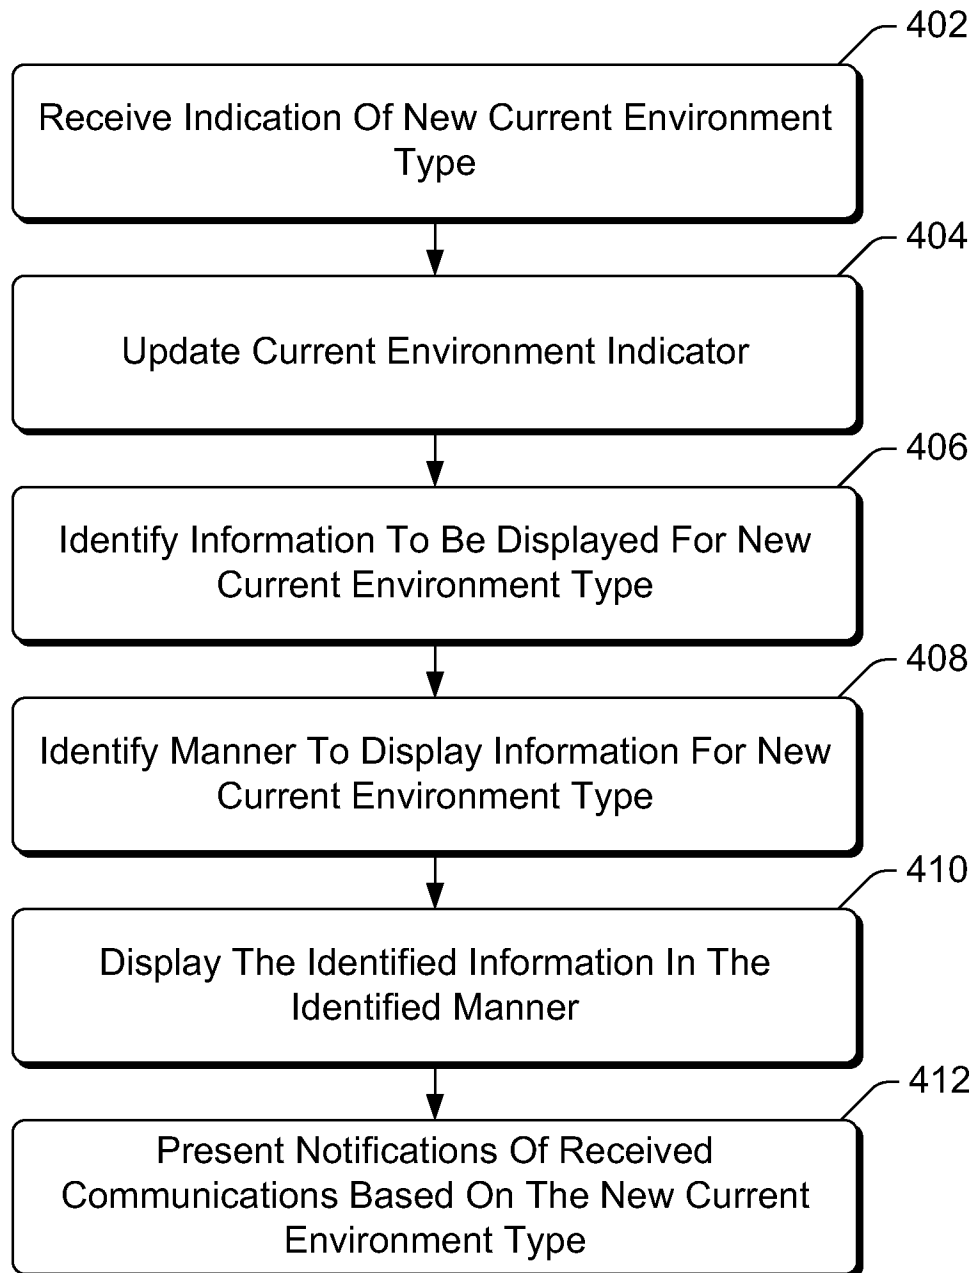 402
Receive Indication Of New Current Environment
Type
404
Update Current Environment Indicator
406
Identify Information To Be Displayed For New
Current Environment Type
408
Identify Manner To Display Information For New
Current Environment Type
410
Display The Identified Information In The
Identified Manner
412
Present Notifications Of Received
Communications Based On The New Current
Environment Type